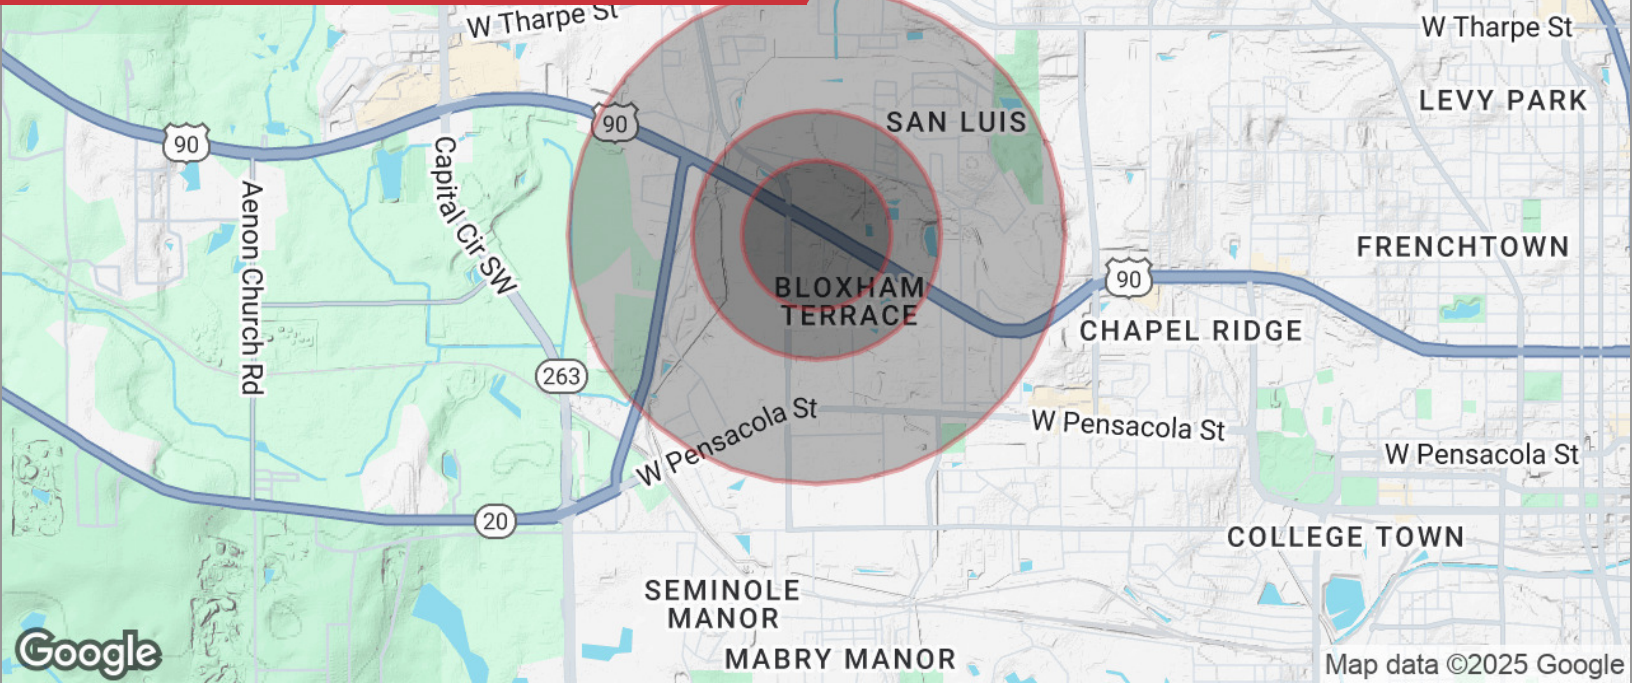 W Tharpe St
W Tharpe St
LEVY PARK
SAN LUIS
90
90
Aenon Church Rd
Capital Cir SW
FRENCHTOWN
90
BLOXHAM
TERRACE
CHAPEL RIDGE
263
W Pensacola St
W Pensacola St
W Pensacola St
20
COLLEGE TOWN
SEMINOLE
MANOR
MABRY MANOR
Google
Map data ©2025 Google